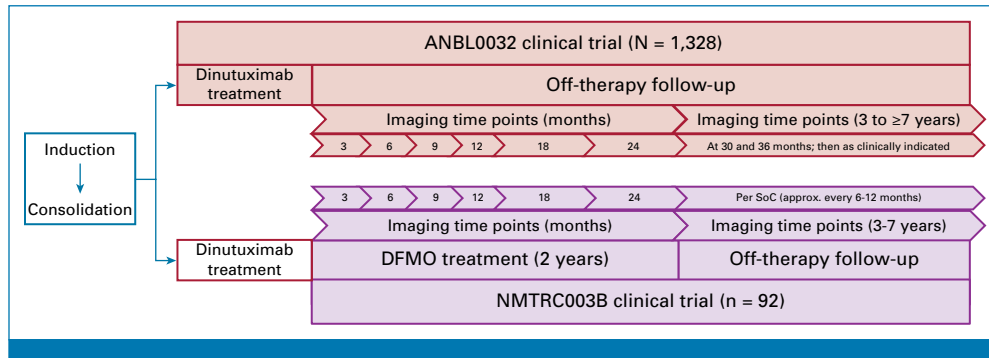 ANBL0032 clinical trial (N = 1,328)
Dinutuximab
treatment
Off-therapy follow-up
Imaging time points (months)
Imaging time points (3 to ≥7 years)
3 6 9 12 18 24
At 30 and 36 months; then as clinically indicated
Induction
Consolidation
3 6 9 12 18 24
Per SoC (approx. every 6-12 months)
Imaging time points (months)
Imaging time points (3-7 years)
Dinutuximab
treatment
DFMO treatment (2 years)
Off-therapy follow-up
NMTRC003B clinical trial (n = 92)